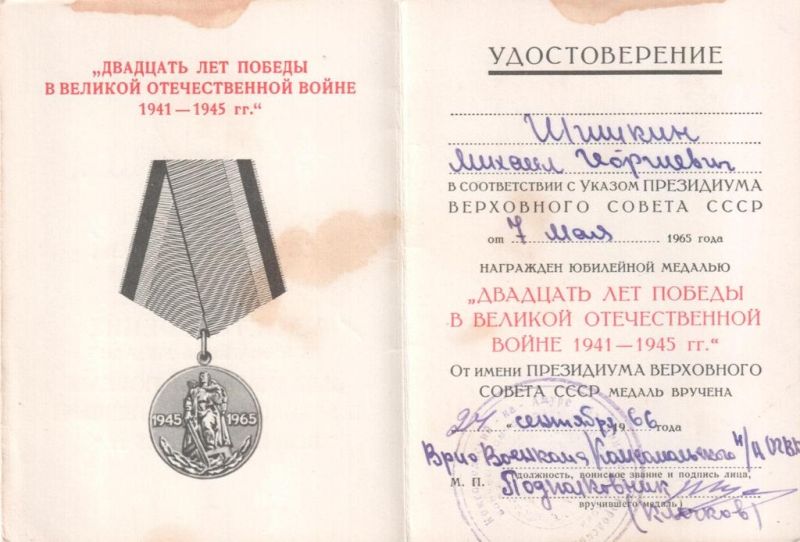 „ДВАДЦАТЬ ЛЕТ ПОБЕДЫ
В ВЕЛИКОЙ ОТЕЧЕСТВЕННОЙ ВОЙНЕ
1941—1945 гг.“
1945 1965
УДОСТОВЕРЕНИЕ
Шишкин
Михаил
В СООТВЕТСТВИИ С УКАЗОМ ПРЕЗИДИУМА
ВЕРХОВНОГО СОВЕТА СССР
от 7 мая 1965 года
НАГРАЖДЕН ЮБИЛЕЙНОЙ МЕДАЛЬЮ
„ДВАДЦАТЬ ЛЕТ ПОБЕДЫ
В ВЕЛИКОЙ ОТЕЧЕСТВЕННОЙ
ВОЙНЕ 1941—1945 гг.“
От имени ПРЕЗИДИУМА ВЕРХОВНОГО
СОВЕТА СССР МЕДАЛЬ ВРУЧЕНА
24 „сентября 1966 года
Врио Военкома Комсомольского н/А
должность, воинское звание и подпись лица,
М. П. Подполковник
вручившего медаль)
(Клочков)